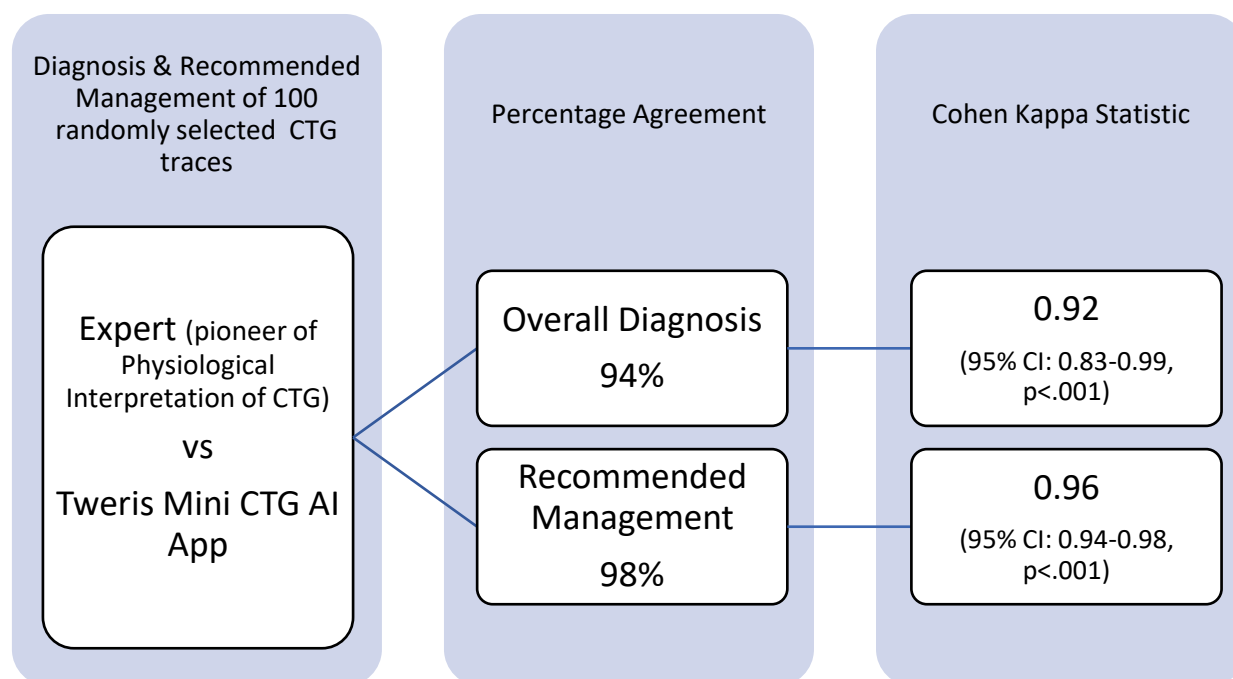 Diagnosis & Recommended
Management of 100
randomly selected CTG
traces
Expert (pioneer of
Physiological
Interpretation of CTG)
vs
Tweris Mini CTG AI
App
Percentage Agreement
Overall Diagnosis
94%
Recommended
Management
98%
Cohen Kappa Statistic
0.92
(95% CI: 0.83-0.99,
p<.001)
0.96
(95% CI: 0.94-0.98,
p<.001)